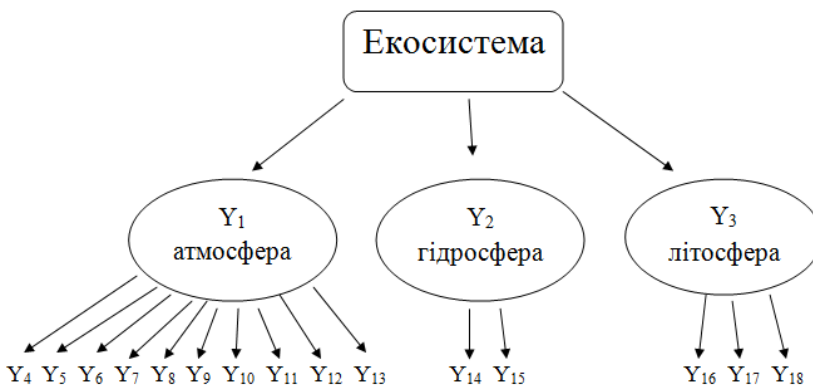 Екосистема
Y₁
атмосфера
Y₂
гідросфера
Y₃
літосфера
Y₄ Y₅ Y₆ Y₇ Y₈ Y₉ Y₁₀ Y₁₁ Y₁₂ Y₁₃ Y₁₄ Y₁₅ Y₁₆ Y₁₇ Y₁₈